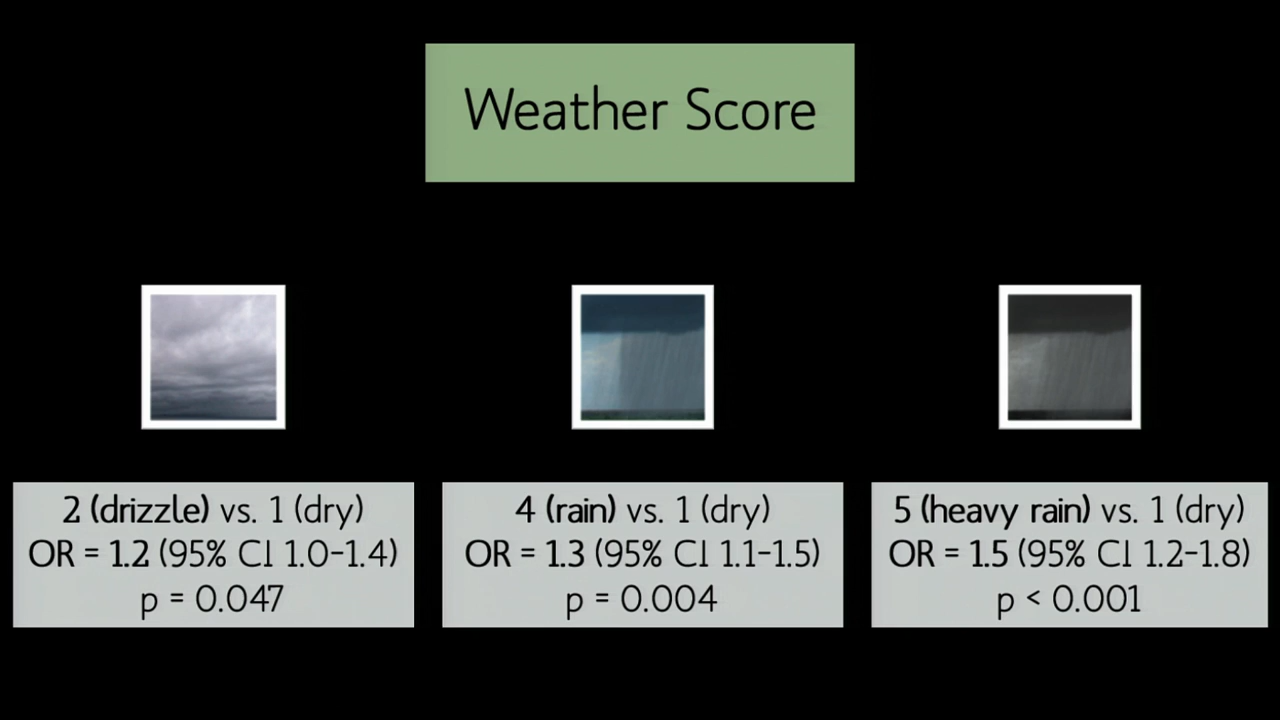 Weather Score
2 (drizzle) vs. 1 (dry)
OR = 1.2 (95% CI 1.0-1.4)
p = 0.047
4 (rain) vs. 1 (dry)
OR = 1.3 (95% CI 1.1-1.5)
p = 0.004
5 (heavy rain) vs. 1 (dry)
OR = 1.5 (95% CI 1.2-1.8)
p < 0.001